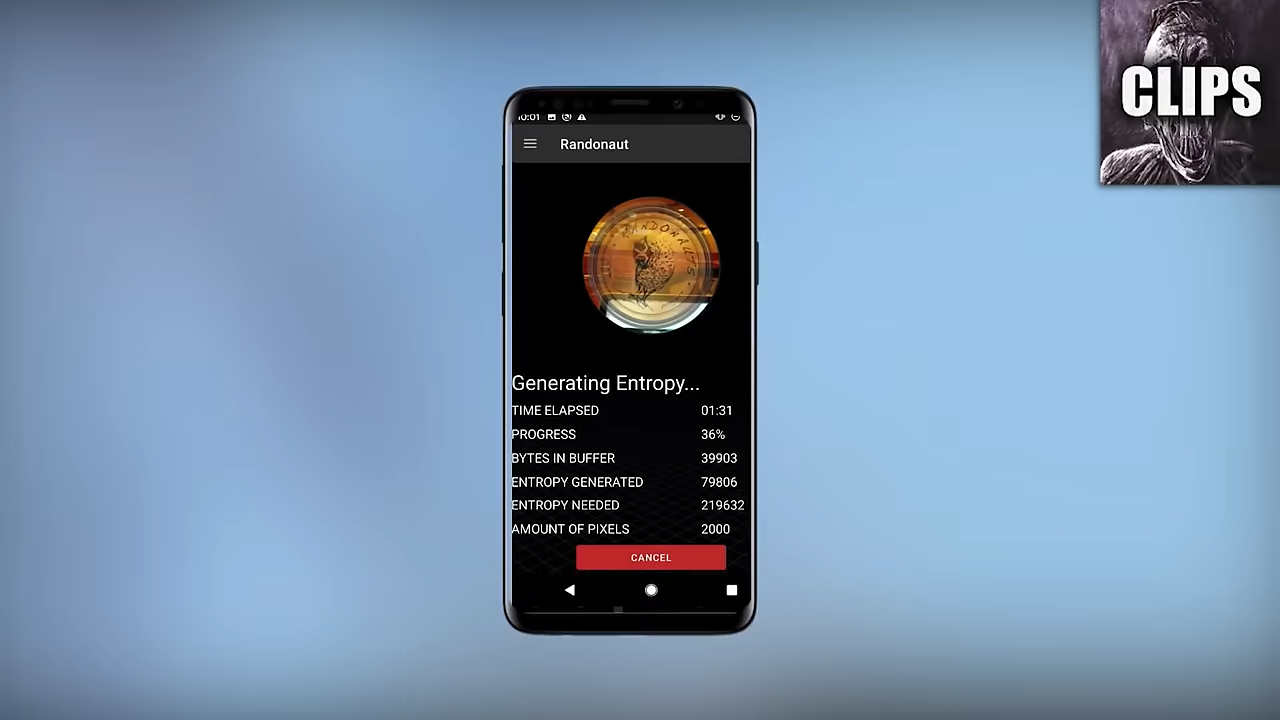 CLIPS
10:01
Randonaut
RANDONAUTS
Generating Entropy...
TIME ELAPSED 01:31
PROGRESS 36%
BYTES IN BUFFER 39903
ENTROPY GENERATED 79806
ENTROPY NEEDED 219632
AMOUNT OF PIXELS 2000
CANCEL